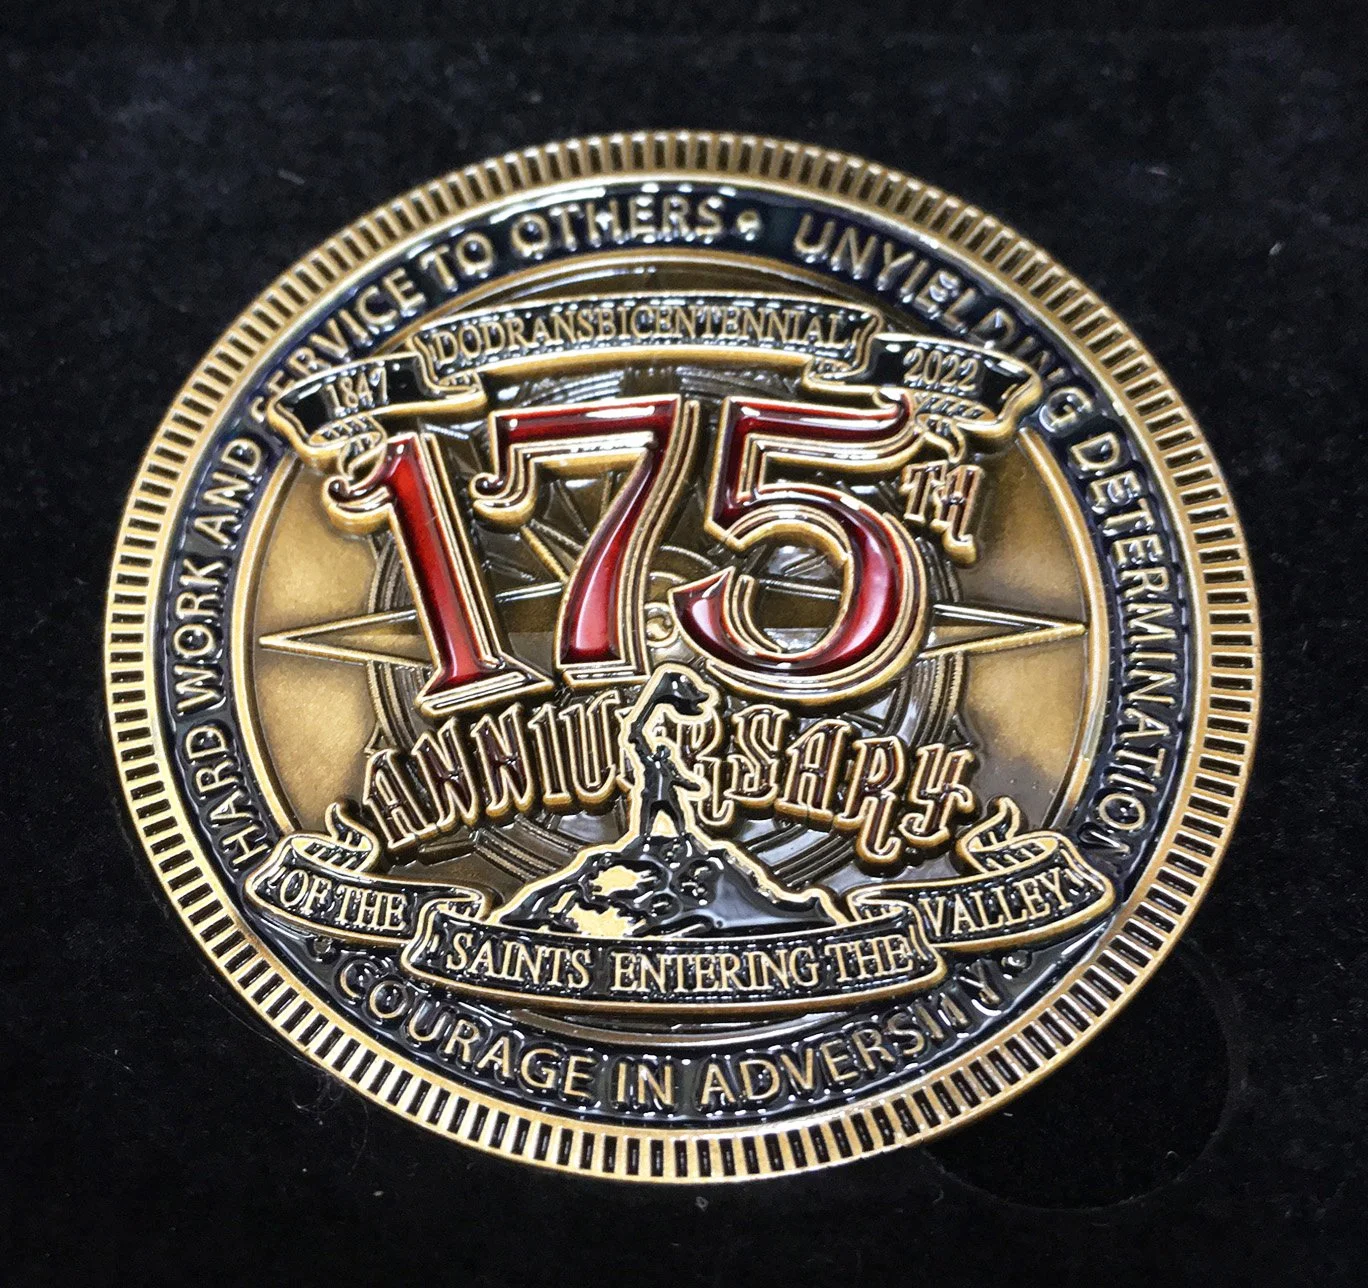 HARD WORK AND SERVICE TO OTHERS • UNYIELDING DETERMINATION
• COURAGE IN ADVERSITY •
DODRANSBICENTENNIAL
1847 2022
175TH
ANNIVERSARY
OF THE SAINTS ENTERING THE VALLEY